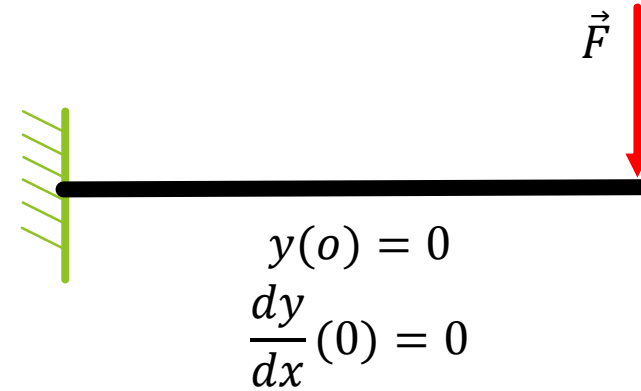 F⃗
y(o) = 0
dy/dx (0) = 0